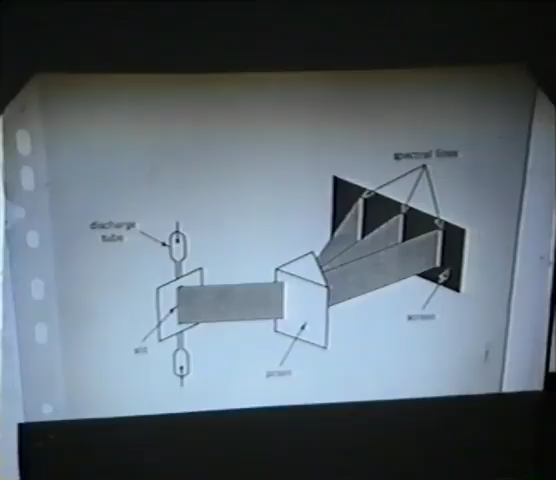 spectral lines
discharge
tube
slit
prism
screen